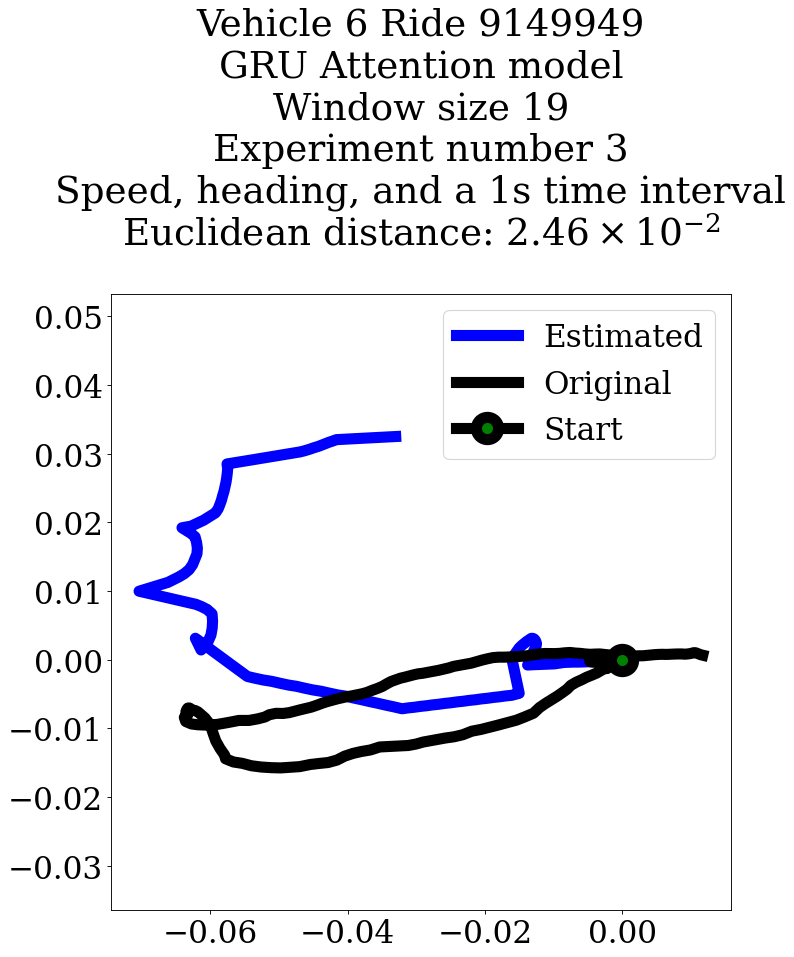 Vehicle 6 Ride 9149949
GRU Attention model
Window size 19
Experiment number 3
Speed, heading, and a 1s time interval
Euclidean distance: 2.46 × 10⁻²
Estimated
Original
Start
0.05
0.04
0.03
0.02
0.01
0.00
−0.01
−0.02
−0.03
−0.06 −0.04 −0.02 0.00